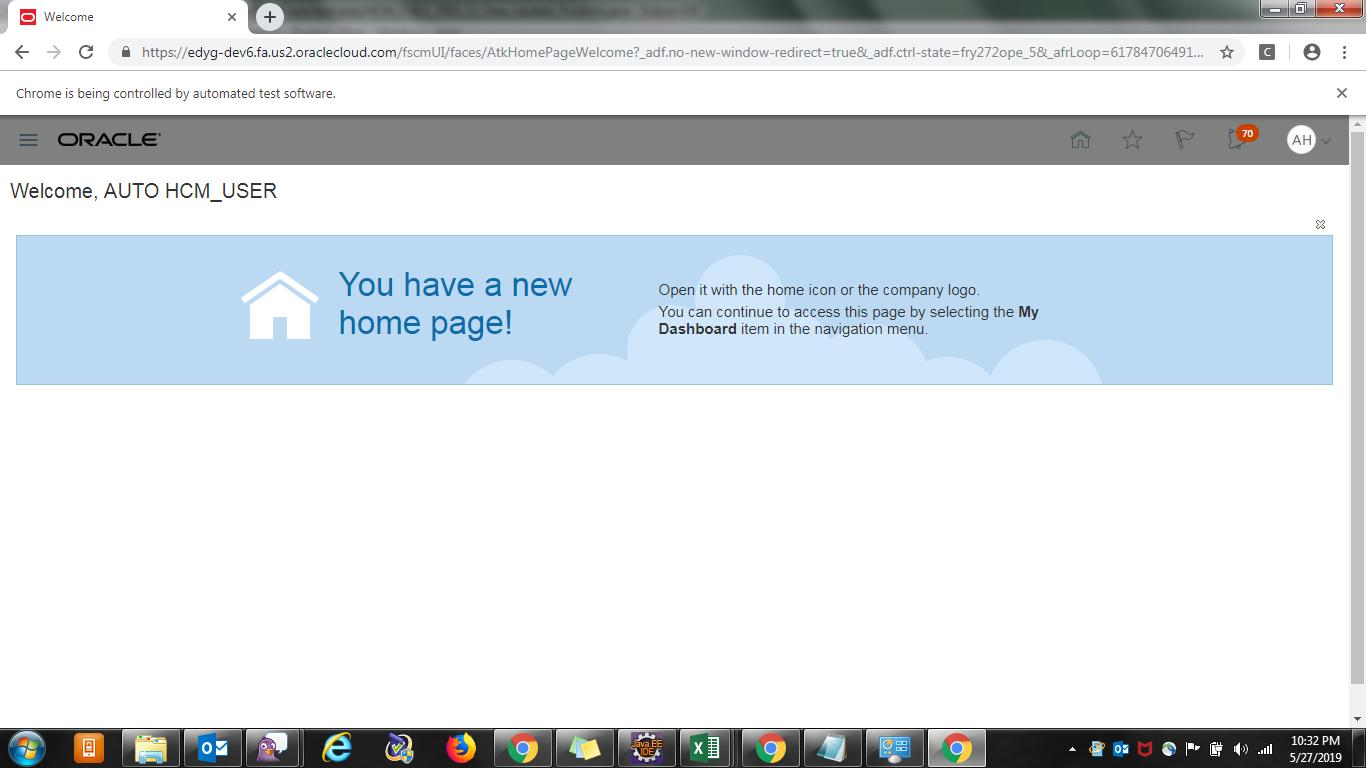 Welcome
https://edyg-dev6.fa.us2.oraclecloud.com/fscmUI/faces/AtkHomePageWelcome?_adf.no-new-window-redirect=true&_adf.ctrl-state=fry272ope_5&_afrLoop=61784706491...
C
Chrome is being controlled by automated test software.
ORACLE
70
AH
Welcome, AUTO HCM_USER
You have a new
home page!
Open it with the home icon or the company logo.
You can continue to access this page by selecting the My
Dashboard item in the navigation menu.
Java EE
IDE
10:32 PM
5/27/2019